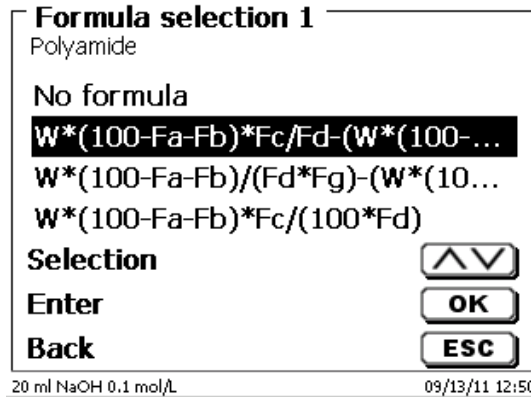 Formula selection 1
Polyamide
No formula
W*(100-Fa-Fb)*Fc/Fd-(W*(100-...
W*(100-Fa-Fb)/(Fd*Fg)-(W*(10...
W*(100-Fa-Fb)*Fc/(100*Fd)
Selection
Enter OK
Back ESC
20 ml NaOH 0.1 mol/L 09/13/11 12:50